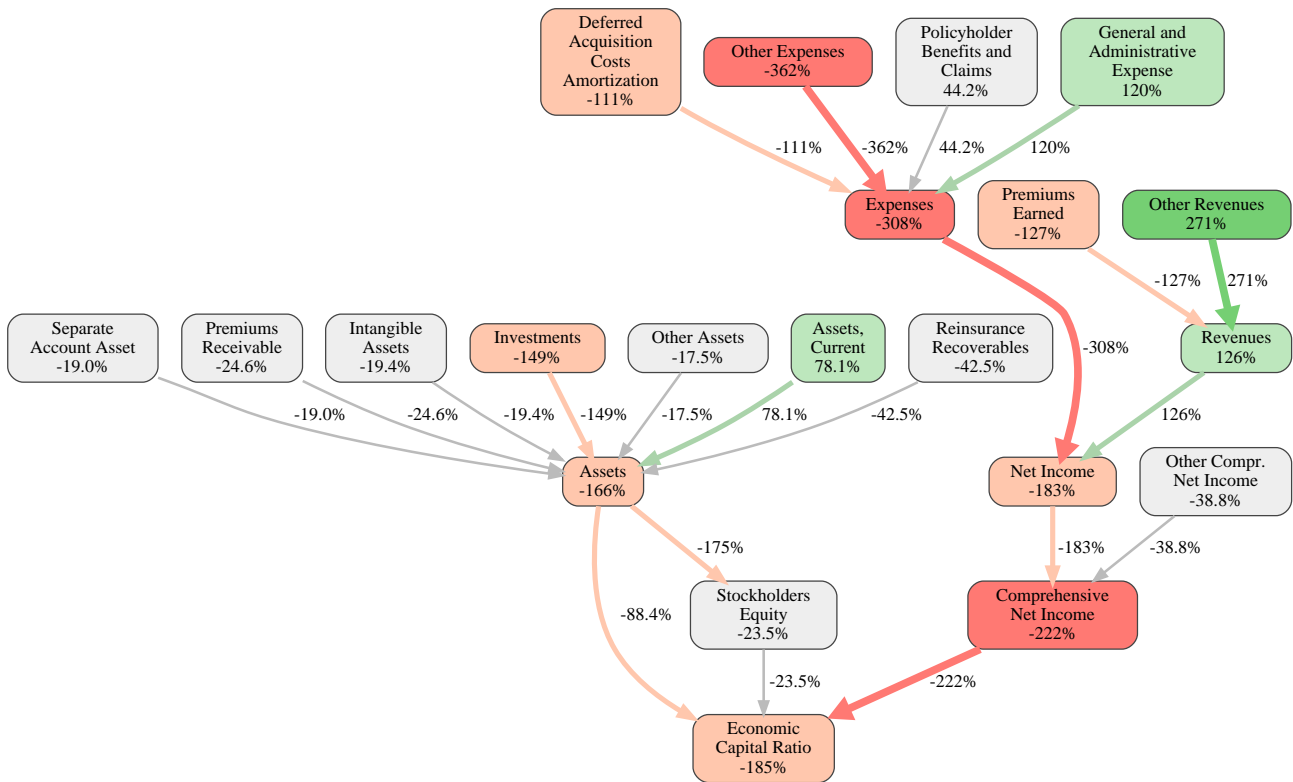 Deferred
Acquisition
Costs
Amortization
-111%
Other Expenses
-362%
Policyholder
Benefits and
Claims
44.2%
General and
Administrative
Expense
120%
-111%
-362%
44.2%
120%
Expenses
-308%
Premiums
Earned
-127%
Other Revenues
271%
-127%
271%
Separate
Account Asset
-19.0%
Premiums
Receivable
-24.6%
Intangible
Assets
-19.4%
Investments
-149%
Other Assets
-17.5%
Assets,
Current
78.1%
Reinsurance
Recoverables
-42.5%
-308%
Revenues
126%
-19.0%
-24.6%
-19.4%
-149%
-17.5%
78.1%
-42.5%
126%
Assets
-166%
Net Income
-183%
Other Compr.
Net Income
-38.8%
-175%
-183%
-38.8%
-88.4%
Stockholders
Equity
-23.5%
Comprehensive
Net Income
-222%
-23.5%
-222%
Economic
Capital Ratio
-185%